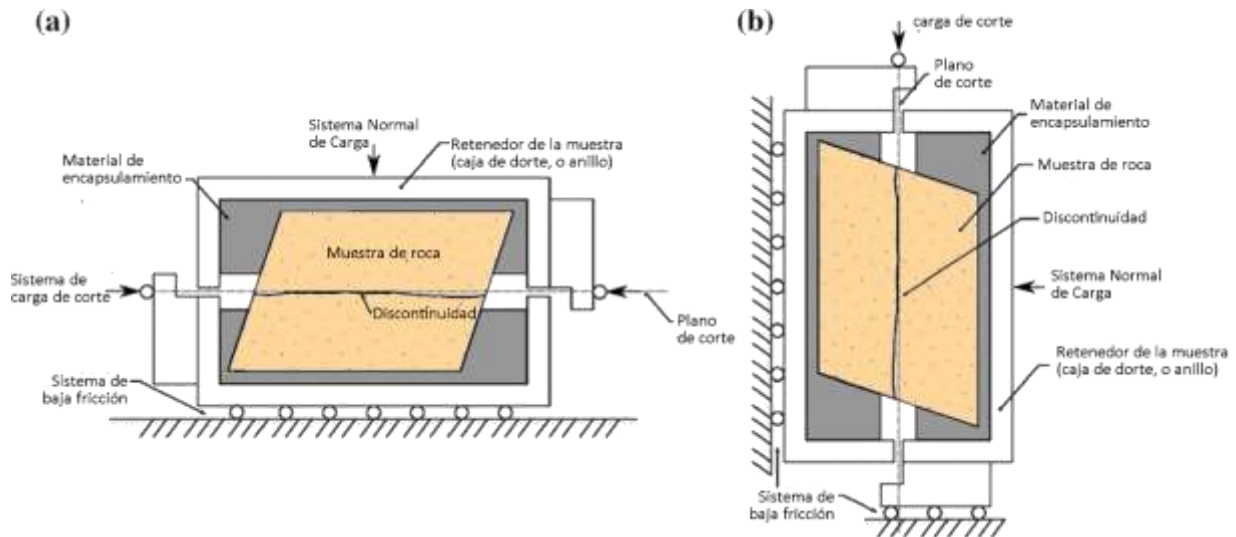 (a)
Sistema Normal
de Carga
Retenedor de la muestra
(caja de dorte, o anillo)
Material de
encapsulamiento
Muestra de roca
Sistema de
carga de corte
Discontinuidad
Plano
de corte
Sistema de
baja fricción
(b)
carga de corte
Plano
de corte
Material de
encapsulamiento
Muestra de roca
Discontinuidad
Sistema Normal
de Carga
Retenedor de la muestra
(caja de dorte, o anillo)
Sistema de
baja fricción